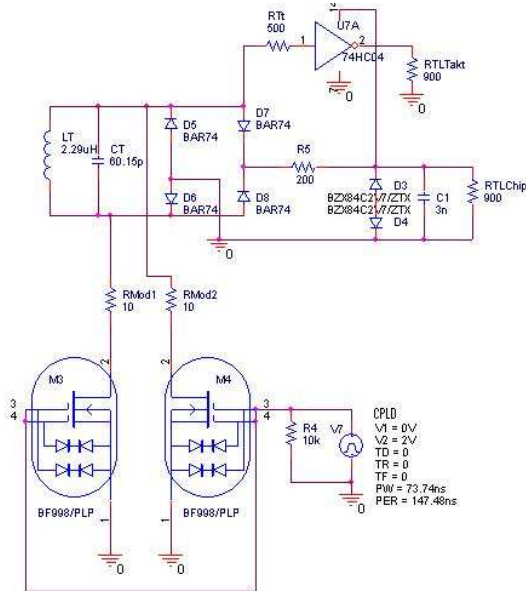 RTt
500
1
14
U7A
2
74HC04
7
0
RTLTakt
900
0
LT
2.29uH
CT
60.15p
D5
BAR74
D7
BAR74
R5
200
D6
BAR74
D8
BAR74
D3
BZX84C2V7/ZTX
BZX84C2V7/ZTX
D4
C1
3n
RTLChip
900
0
RMod1
10
RMod2
10
2
2
M3
M4
3
4
3
4
R4
10k
V7
CPLD
V1 = 0V
V2 = 2V
TD = 0
TR = 0
TF = 0
PW = 73.74ns
PER = 147.48ns
0
BF998/PLP
1
1
BF998/PLP
0
0